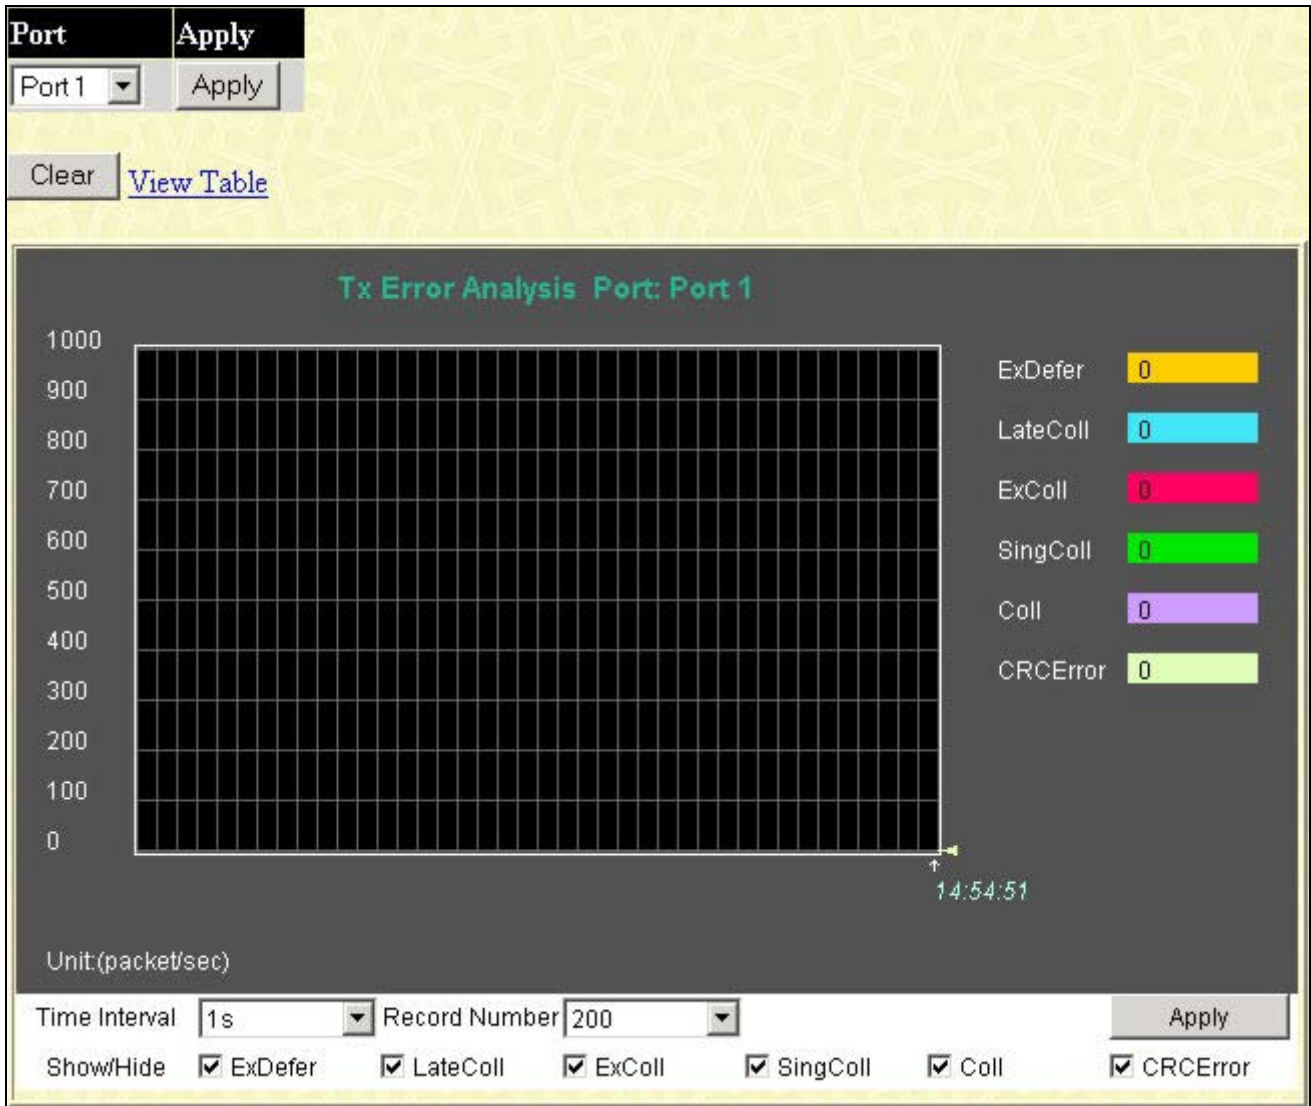 Port Apply
Port 1 Apply
Clear View Table
Tx Error Analysis Port: Port 1
1000
900
800
700
600
500
400
300
200
100
0
ExDefer 0
LateColl 0
ExColl 0
SingColl 0
Coll 0
CRCError 0
14:54:51
Unit:(packet/sec)
Time Interval 1s Record Number 200 Apply
Show/Hide ExDefer LateColl ExColl SingColl Coll CRCError